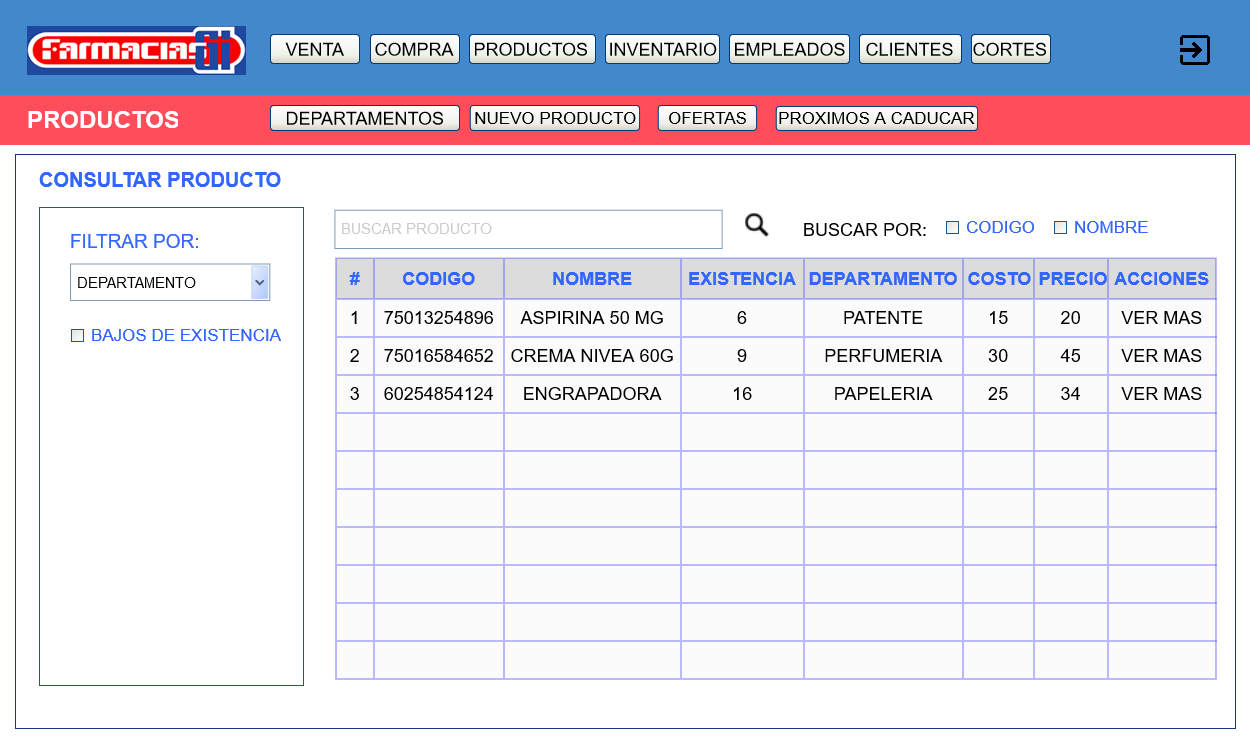 Farmacias GI
VENTA COMPRA PRODUCTOS INVENTARIO EMPLEADOS CLIENTES CORTES
PRODUCTOS DEPARTAMENTOS NUEVO PRODUCTO OFERTAS PROXIMOS A CADUCAR
CONSULTAR PRODUCTO
FILTRAR POR:
DEPARTAMENTO
BAJOS DE EXISTENCIA
BUSCAR PRODUCTO BUSCAR POR: CODIGO NOMBRE
# CODIGO NOMBRE EXISTENCIA DEPARTAMENTO COSTO PRECIO ACCIONES
1 75013254896 ASPIRINA 50 MG 6 PATENTE 15 20 VER MAS
2 75016584652 CREMA NIVEA 60G 9 PERFUMERIA 30 45 VER MAS
3 60254854124 ENGRAPADORA 16 PAPELERIA 25 34 VER MAS